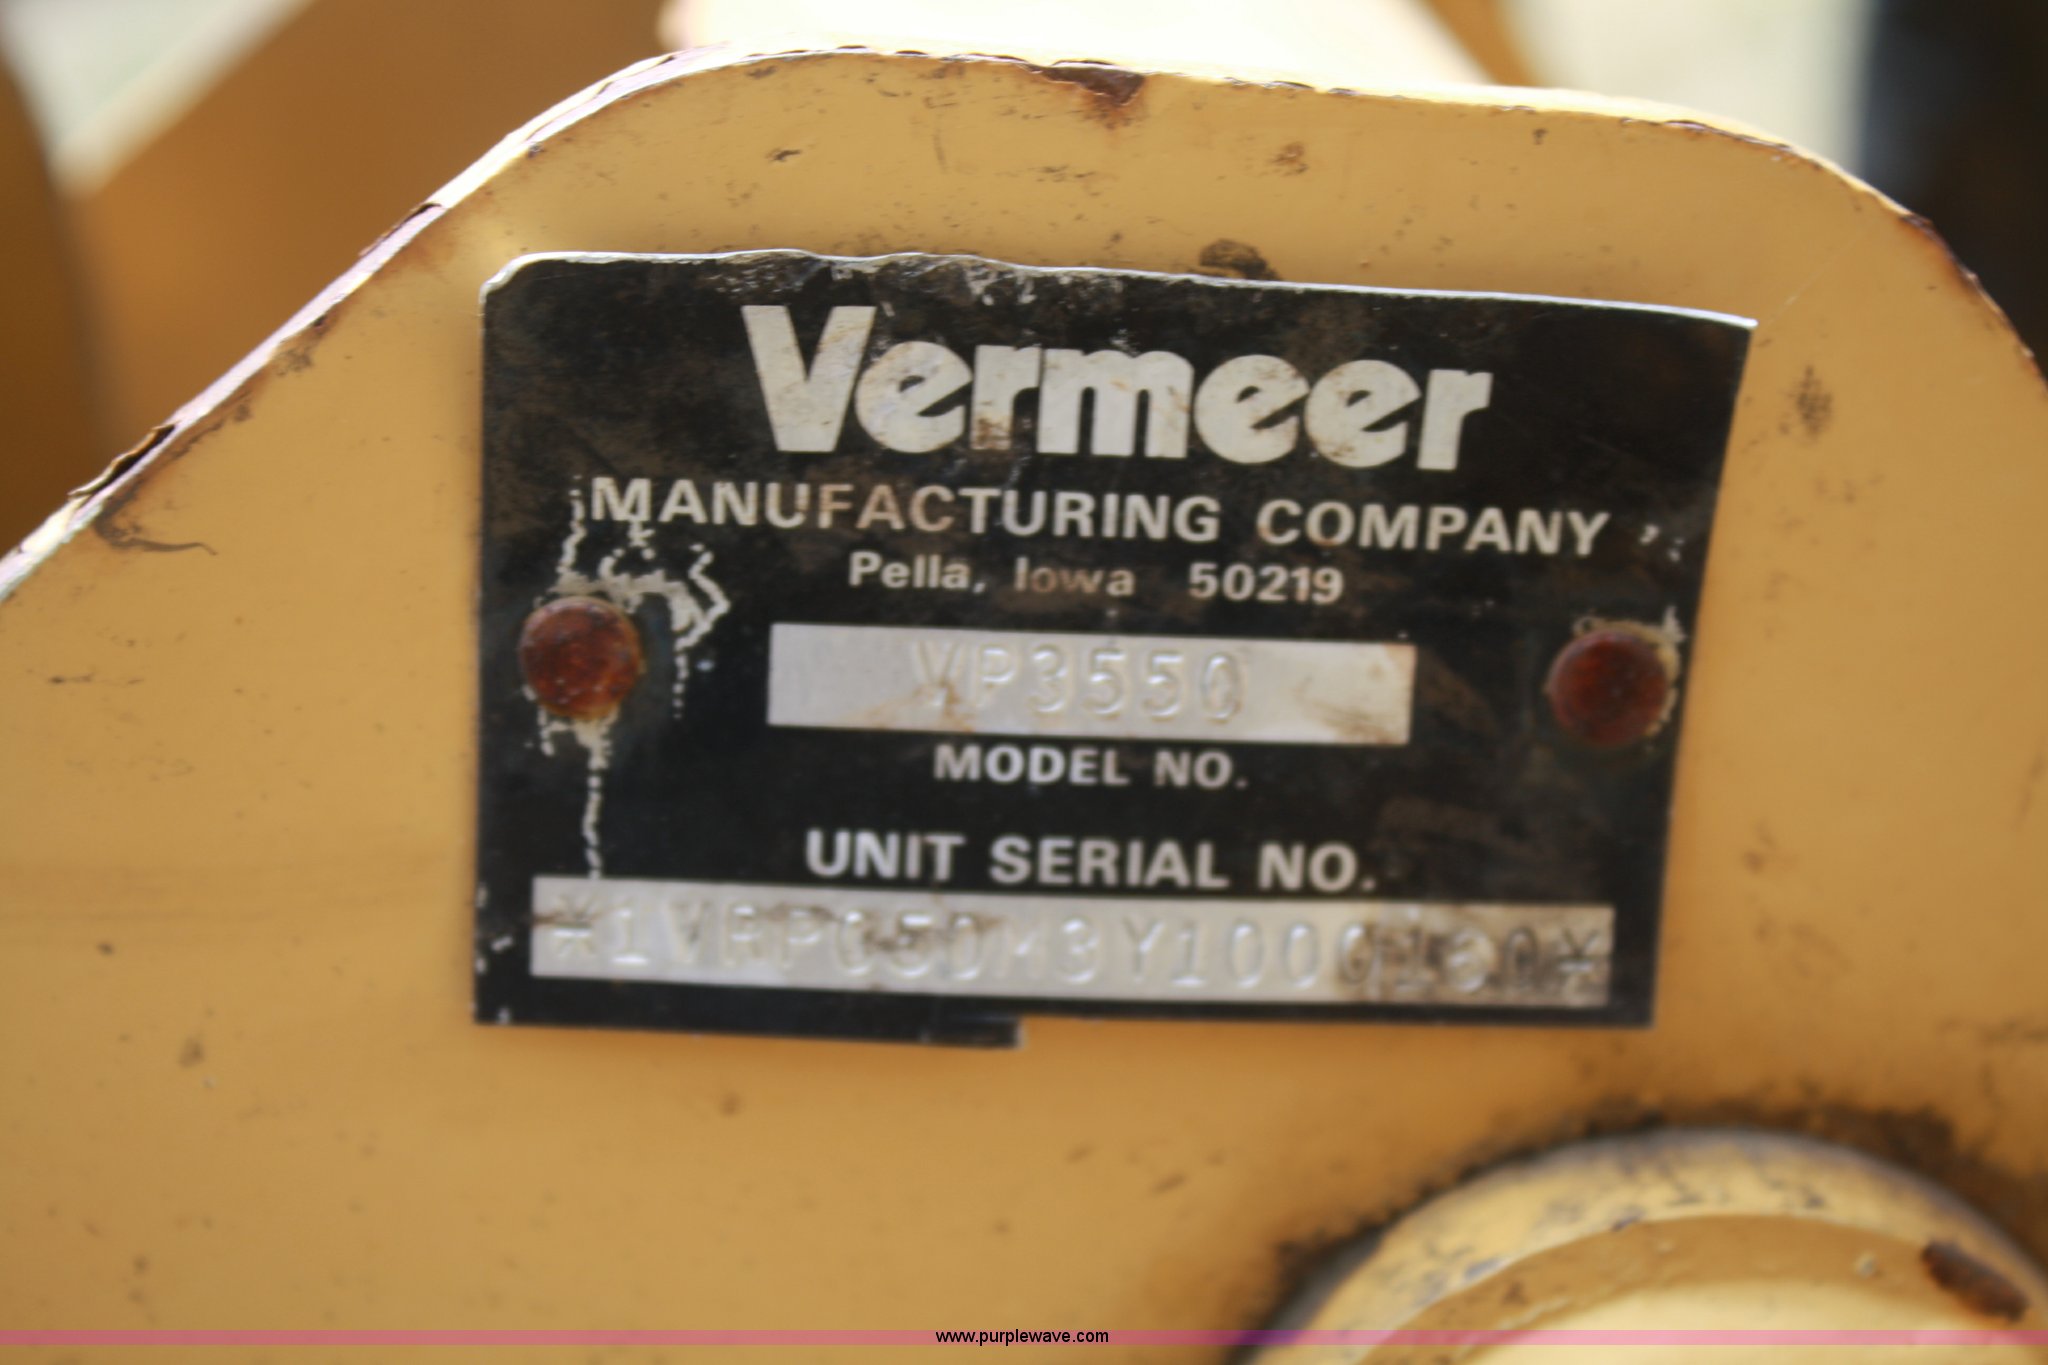 Vermeer
MANUFACTURING COMPANY
Pella, Iowa 50219
VP3550
MODEL NO.
UNIT SERIAL NO.
www.purplewave.com